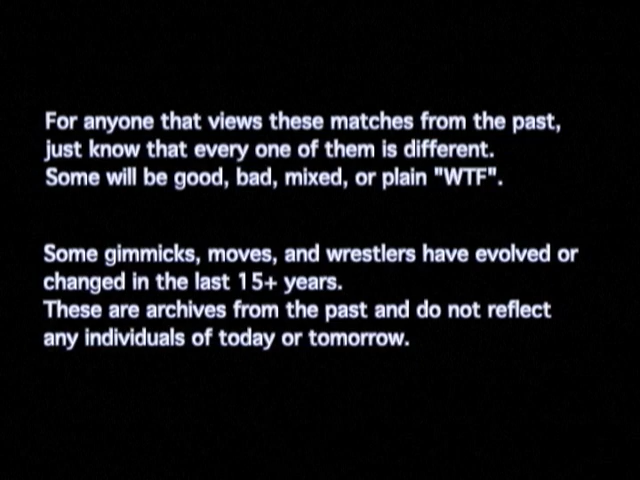 For anyone that views these matches from the past,
just know that every one of them is different.
Some will be good, bad, mixed, or plain "WTF".
Some gimmicks, moves, and wrestlers have evolved or
changed in the last 15+ years.
These are archives from the past and do not reflect
any individuals of today or tomorrow.